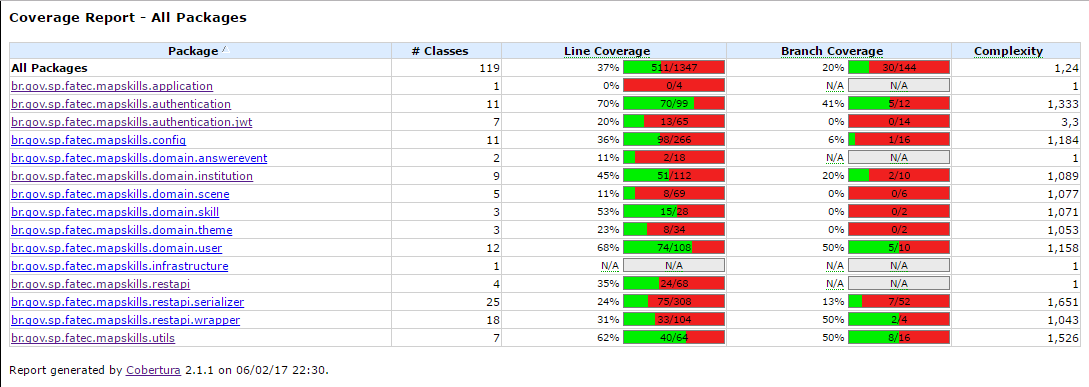 Coverage Report - All Packages
Package # Classes Line Coverage Branch Coverage Complexity
All Packages 119 37% 511/1347 20% 30/144 1,24
br.gov.sp.fatec.mapskills.application 1 0% 0/4 N/A N/A 1
br.gov.sp.fatec.mapskills.authentication 11 70% 70/99 41% 5/12 1,333
br.gov.sp.fatec.mapskills.authentication.jwt 7 20% 13/65 0% 0/14 3,3
br.gov.sp.fatec.mapskills.config 11 36% 98/266 6% 1/16 1,184
br.gov.sp.fatec.mapskills.domain.answerevent 2 11% 2/18 N/A N/A 1
br.gov.sp.fatec.mapskills.domain.institution 9 45% 51/112 20% 2/10 1,089
br.gov.sp.fatec.mapskills.domain.scene 5 11% 8/69 0% 0/6 1,077
br.gov.sp.fatec.mapskills.domain.skill 3 53% 15/28 0% 0/2 1,071
br.gov.sp.fatec.mapskills.domain.theme 3 23% 8/34 0% 0/2 1,053
br.gov.sp.fatec.mapskills.domain.user 12 68% 74/108 50% 5/10 1,158
br.gov.sp.fatec.mapskills.infrastructure 1 N/A N/A N/A N/A 1
br.gov.sp.fatec.mapskills.restapi 4 35% 24/68 N/A N/A 1
br.gov.sp.fatec.mapskills.restapi.serializer 25 24% 75/308 13% 7/52 1,651
br.gov.sp.fatec.mapskills.restapi.wrapper 18 31% 33/104 50% 2/4 1,043
br.gov.sp.fatec.mapskills.utils 7 62% 40/64 50% 8/16 1,526
Report generated by Cobertura 2.1.1 on 06/02/17 22:30.